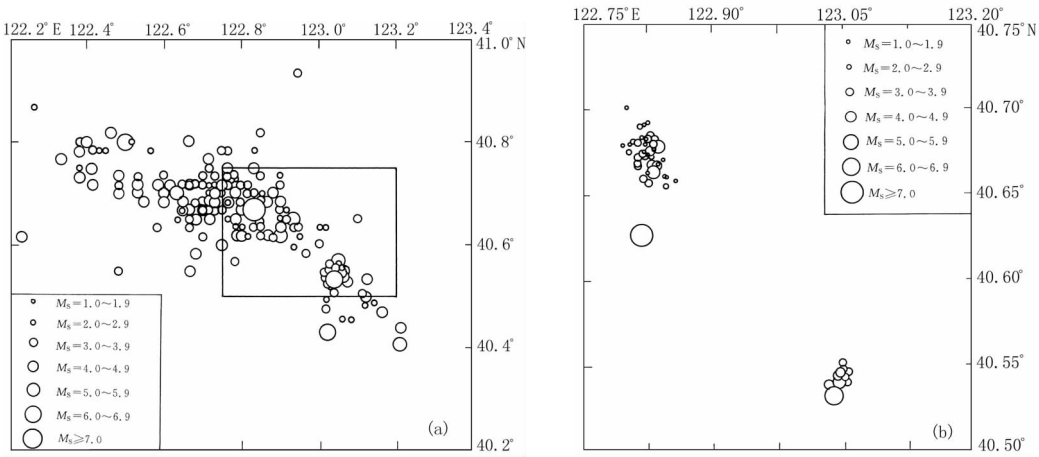 122.2°E 122.4° 122.6° 122.8° 123.0° 123.2° 123.4°
41.0°N
40.8°
40.6°
40.4°
40.2°
Ms=1.0～1.9
Ms=2.0～2.9
Ms=3.0～3.9
Ms=4.0～4.9
Ms=5.0～5.9
Ms=6.0～6.9
Ms≥7.0
(a)
122.75°E 122.90° 123.05° 123.20°
40.75°N
40.70°
40.65°
40.60°
40.55°
40.50°
Ms=1.0～1.9
Ms=2.0～2.9
Ms=3.0～3.9
Ms=4.0～4.9
Ms=5.0～5.9
Ms=6.0～6.9
Ms≥7.0
(b)